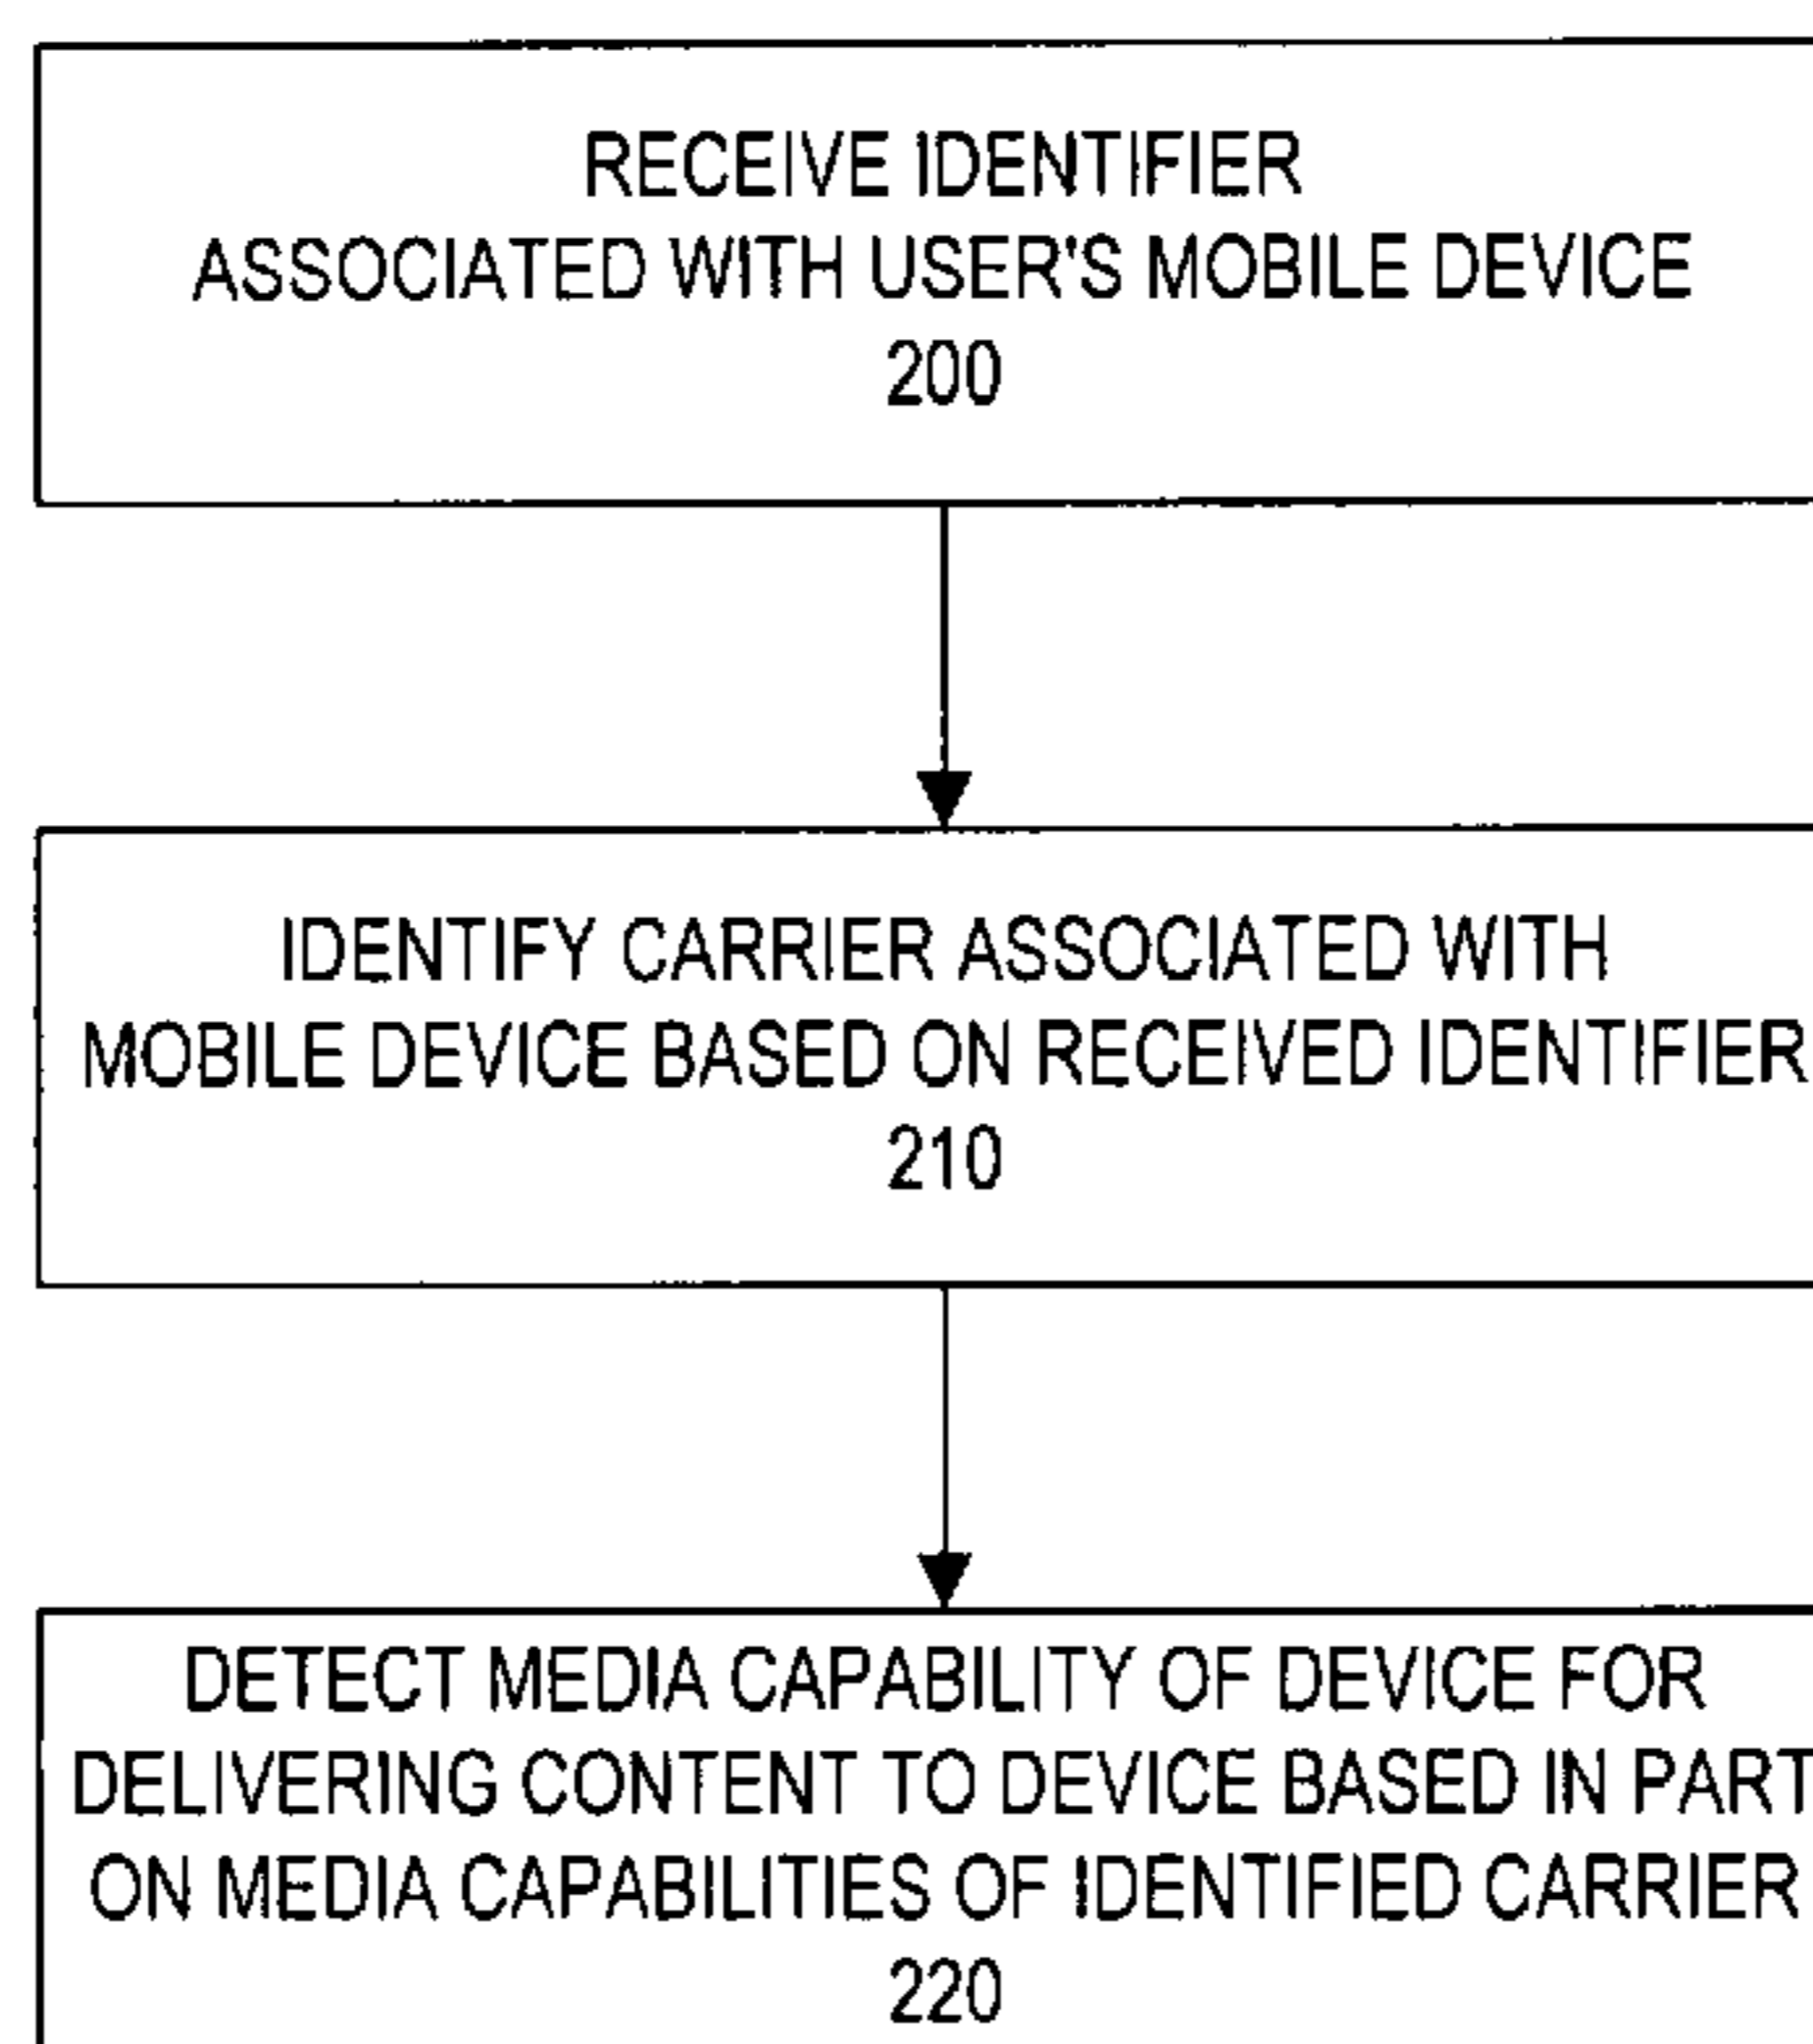 RECEIVE IDENTIFIER
ASSOCIATED WITH USER'S MOBILE DEVICE
200
IDENTIFY CARRIER ASSOCIATED WITH
MOBILE DEVICE BASED ON RECEIVED IDENTIFIER
210
DETECT MEDIA CAPABILITY OF DEVICE FOR
DELIVERING CONTENT TO DEVICE BASED IN PART
ON MEDIA CAPABILITIES OF IDENTIFIED CARRIER
220